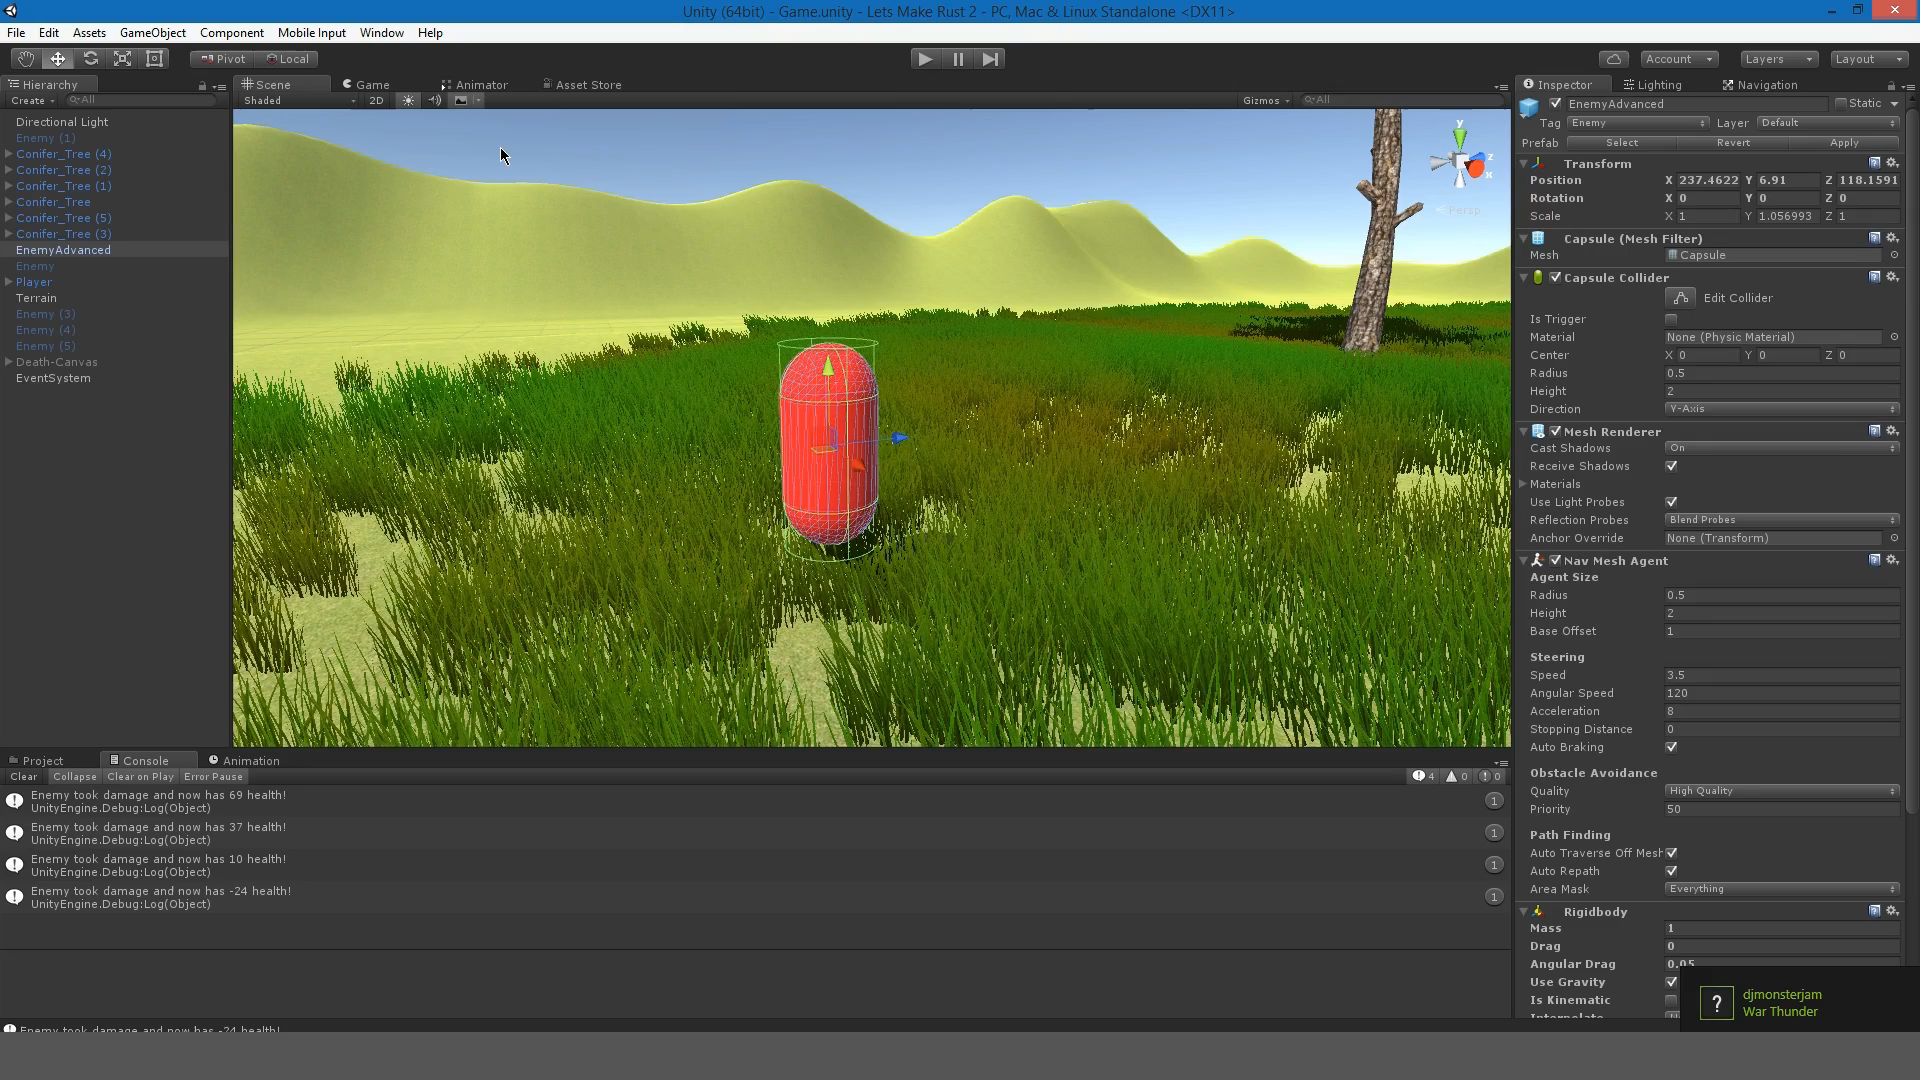 Unity (64bit) - Game.unity - Lets Make Rust 2 - PC, Mac & Linux Standalone <DX11>
File Edit Assets GameObject Component Mobile Input Window Help
Pivot Local Account Layers Layout
Hierarchy
Create All
Directional Light
Enemy (1)
Conifer_Tree (4)
Conifer_Tree (2)
Conifer_Tree (1)
Conifer_Tree
Conifer_Tree (5)
Conifer_Tree (3)
EnemyAdvanced
Enemy
Player
Terrain
Enemy (3)
Enemy (4)
Enemy (5)
Death-Canvas
EventSystem
Scene Game Animator Asset Store
Shaded 2D Gizmos All
y
z
x
Persp
Project Console Animation
Clear Collapse Clear on Play Error Pause 4 0 0
Enemy took damage and now has 69 health!
UnityEngine.Debug:Log(Object)
1
Enemy took damage and now has 37 health!
UnityEngine.Debug:Log(Object)
1
Enemy took damage and now has 10 health!
UnityEngine.Debug:Log(Object)
1
Enemy took damage and now has -24 health!
UnityEngine.Debug:Log(Object)
1
Enemy took damage and now has -24 health!
Inspector Lighting Navigation
EnemyAdvanced Static
Tag Enemy Layer Default
Prefab Select Revert Apply
Transform
Position X 237.4622 Y 6.91 Z 118.1591
Rotation X 0 Y 0 Z 0
Scale X 1 Y 1.056993 Z 1
Capsule (Mesh Filter)
Mesh Capsule
Capsule Collider
Edit Collider
Is Trigger
Material None (Physic Material)
Center X 0 Y 0 Z 0
Radius 0.5
Height 2
Direction Y-Axis
Mesh Renderer
Cast Shadows On
Receive Shadows
Materials
Use Light Probes
Reflection Probes Blend Probes
Anchor Override None (Transform)
Nav Mesh Agent
Agent Size
Radius 0.5
Height 2
Base Offset 1
Steering
Speed 3.5
Angular Speed 120
Acceleration 8
Stopping Distance 0
Auto Braking
Obstacle Avoidance
Quality High Quality
Priority 50
Path Finding
Auto Traverse Off Mesh
Auto Repath
Area Mask Everything
Rigidbody
Mass 1
Drag 0
Angular Drag 0.05
Use Gravity
Is Kinematic
Interpolate
?
djmonsterjam
War Thunder